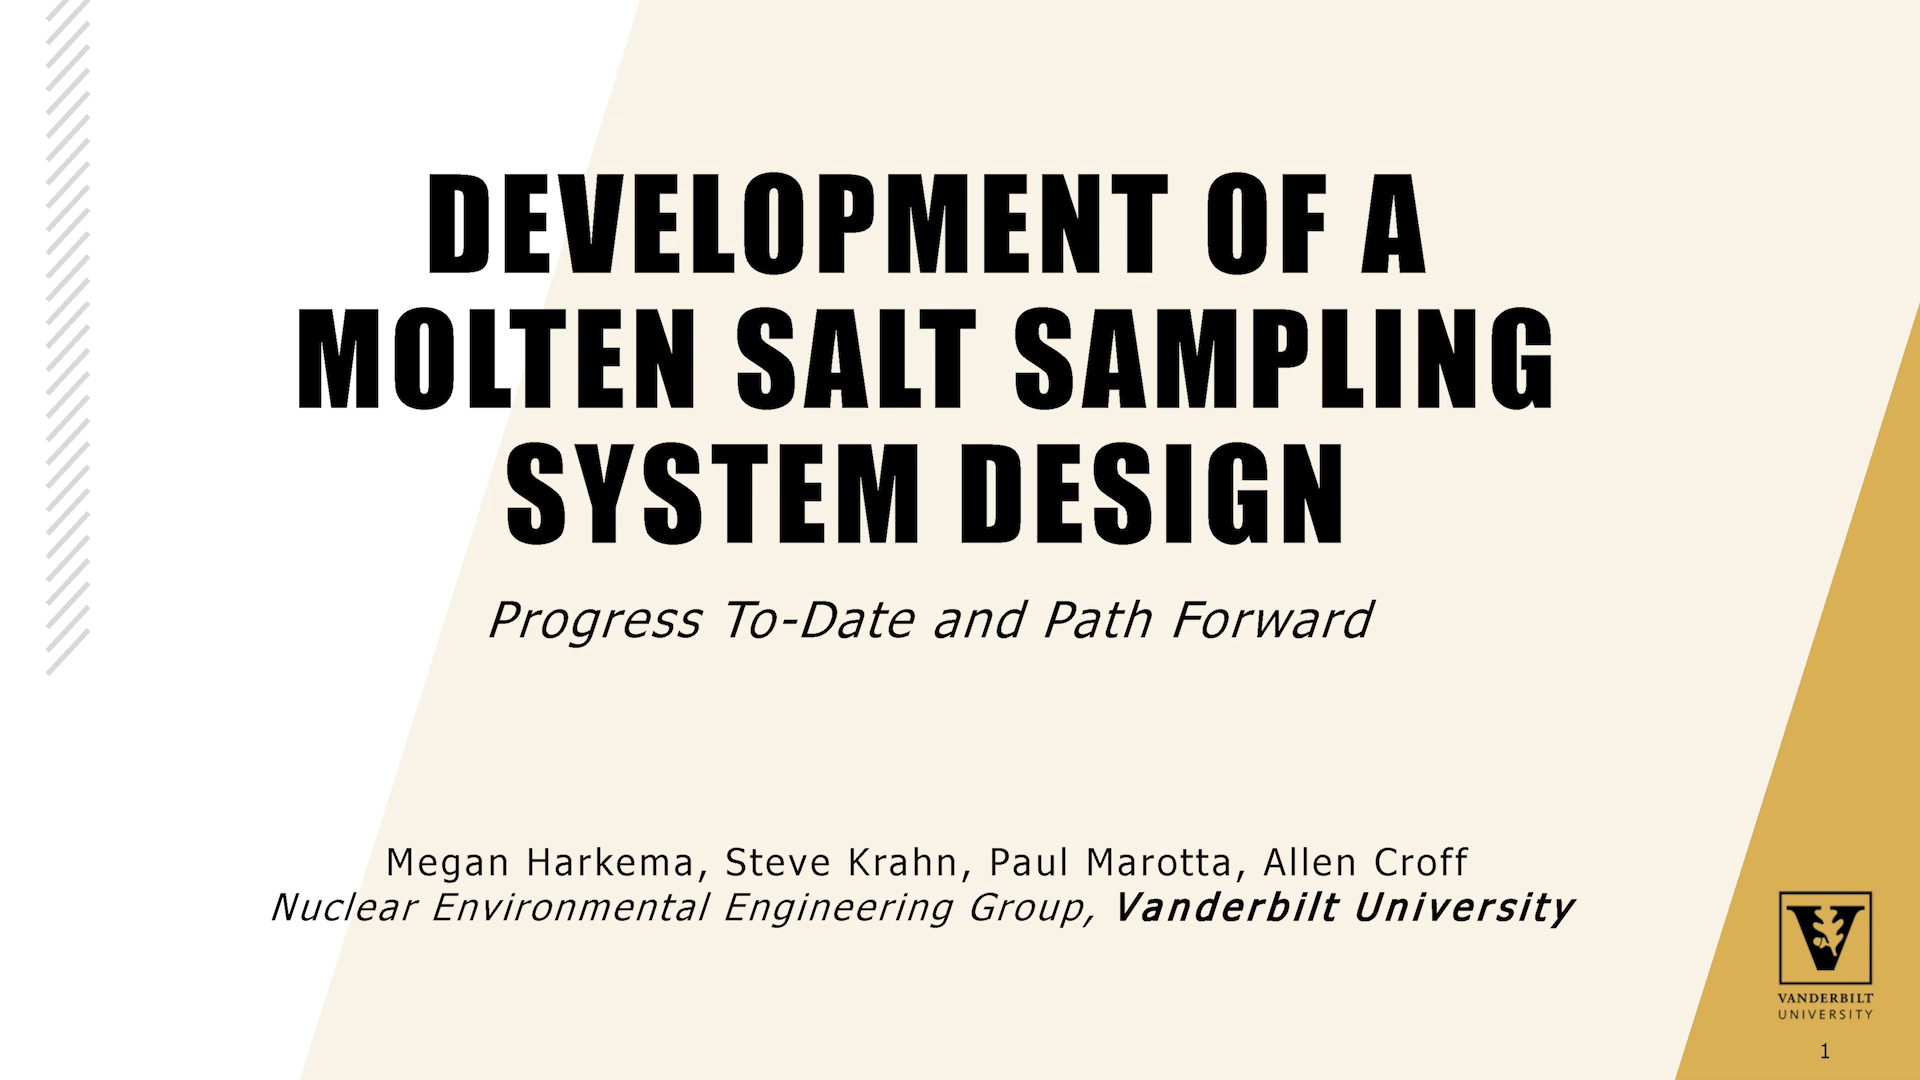 DEVELOPMENT OF A
MOLTEN SALT SAMPLING
SYSTEM DESIGN
Progress To-Date and Path Forward
Megan Harkema, Steve Krahn, Paul Marotta, Allen Croff
Nuclear Environmental Engineering Group, Vanderbilt University
V
VANDERBILT
UNIVERSITY
1